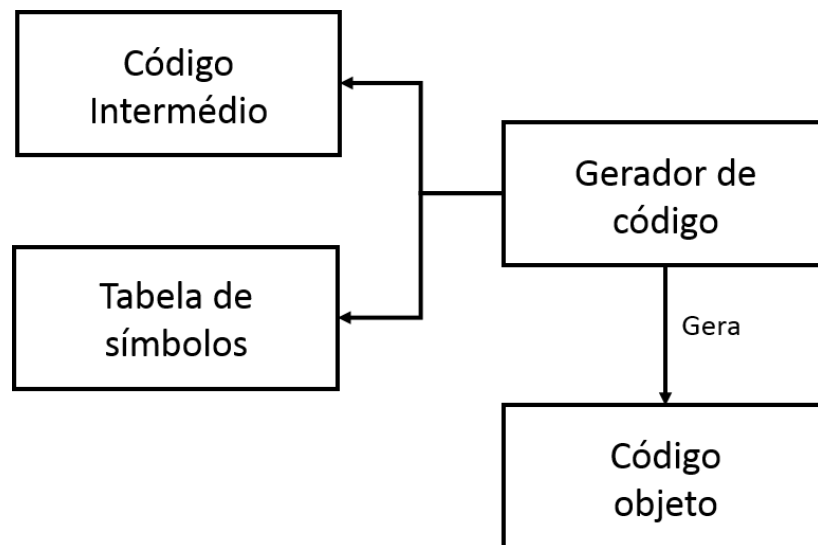 Código
Intermédio
Gerador de
código
Tabela de
símbolos
Gera
Código
objeto